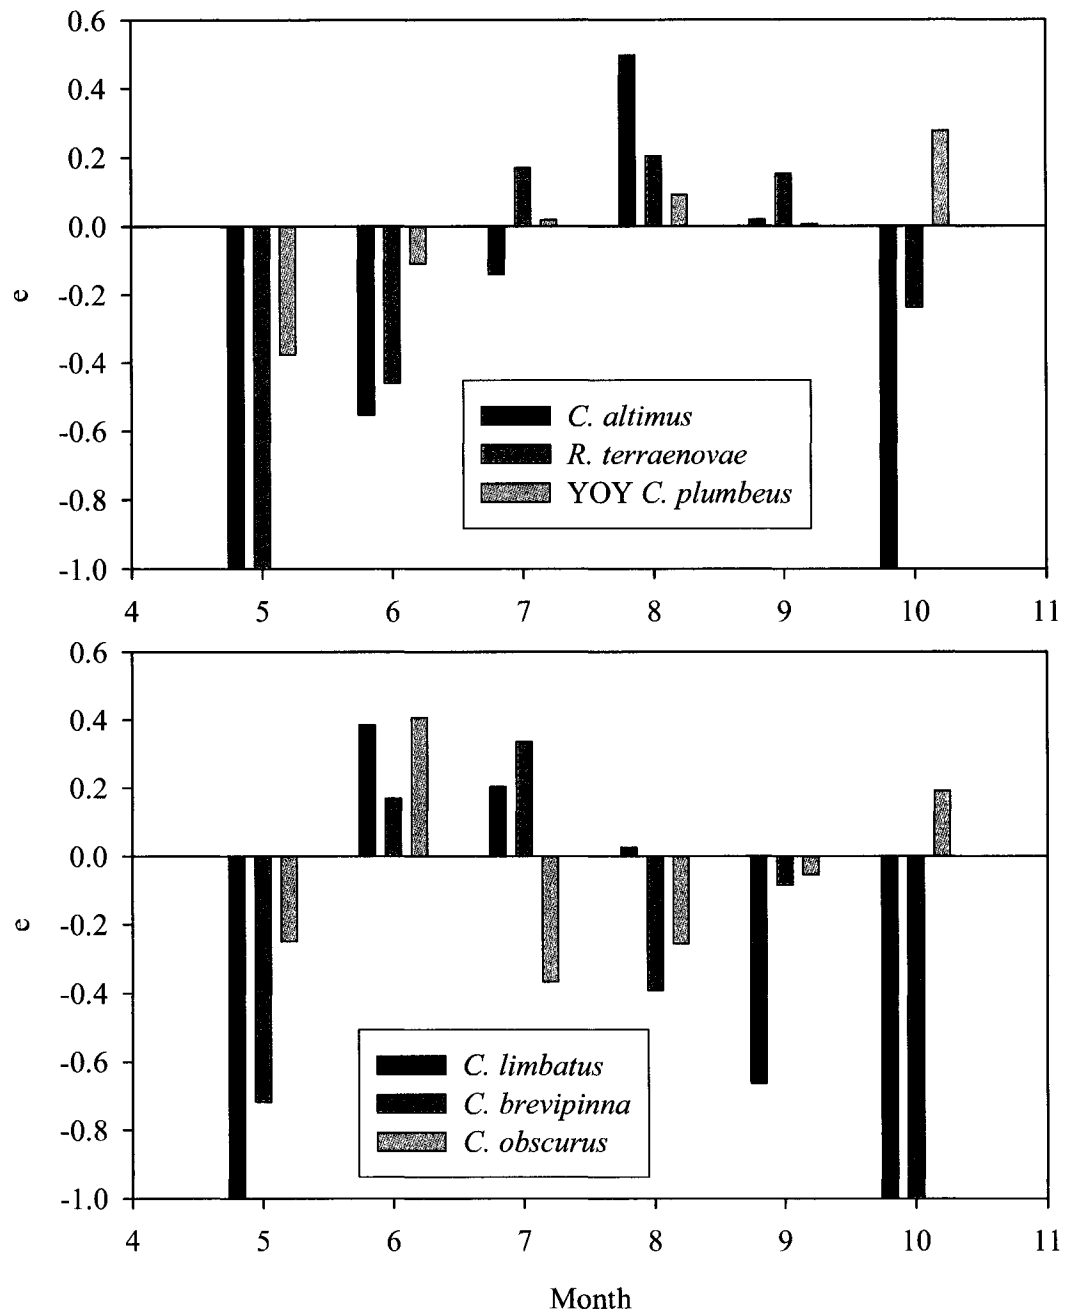 0.6
0.4
0.2
0.0
-0.2
-0.4
-0.6
-0.8
-1.0
e
C. altimus
R. terraenovae
YOY C. plumbeus
4 5 6 7 8 9 10 11
0.6
0.4
0.2
0.0
-0.2
-0.4
-0.6
-0.8
-1.0
e
C. limbatus
C. brevipinna
C. obscurus
4 5 6 7 8 9 10 11
Month